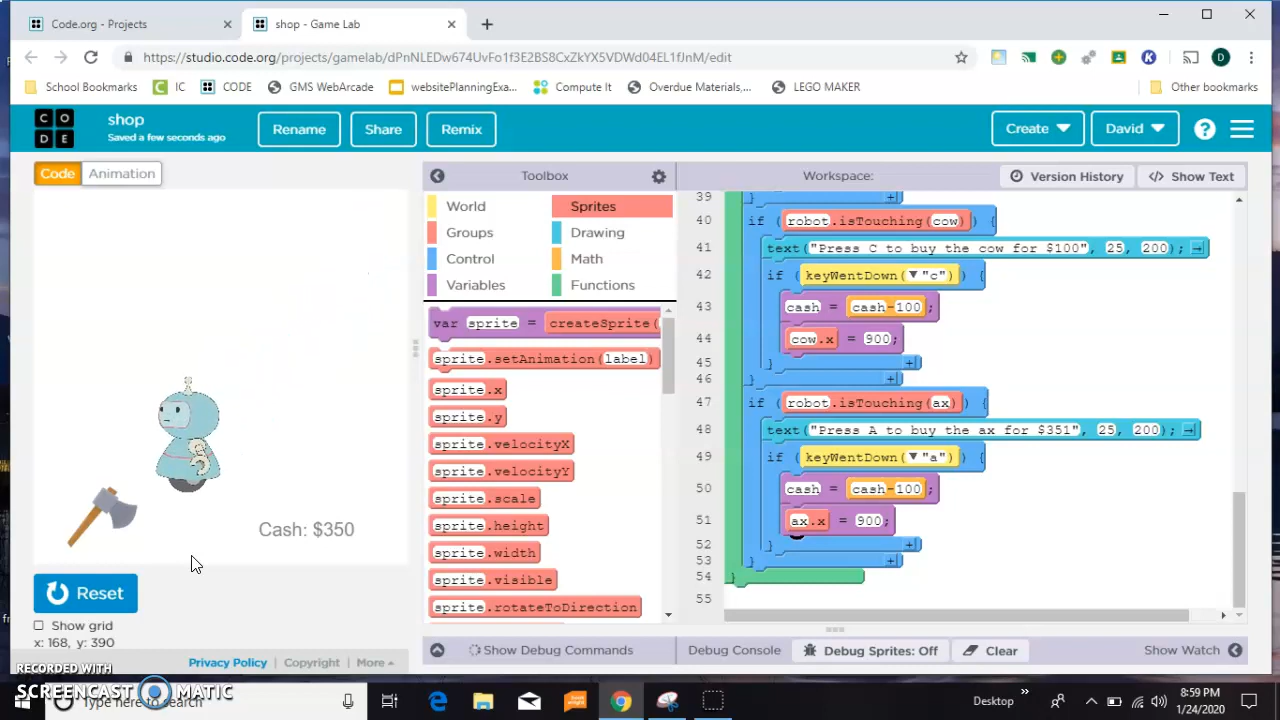 Code.org - Projects
shop - Game Lab
https://studio.code.org/projects/gamelab/dPnNLEDw674UvFo1f3E2BS8CxZkYX5VDWd04EL1fJnM/edit
D
School Bookmarks
IC
CODE
GMS WebArcade
websitePlanningExa...
Compute It
Overdue Materials,...
LEGO MAKER
Other bookmarks
C O
D E
shop
Saved a few seconds ago
Rename
Share
Remix
Create
David
?
Code
Animation
Toolbox
Workspace:
Version History
</> Show Text
World
Sprites
Groups
Drawing
Control
Math
Variables
Functions
var sprite = createSprite(
sprite.setAnimation(label)
sprite.x
sprite.y
sprite.velocityX
sprite.velocityY
sprite.scale
sprite.height
sprite.width
sprite.visible
sprite.rotateToDirection
39 }
40 if (robot.isTouching(cow)) {
41 text("Press C to buy the cow for $100", 25, 200);
42 if (keyWentDown("c")) {
43 cash = cash-100;
44 cow.x = 900;
45 }
46 }
47 if (robot.isTouching(ax)) {
48 text("Press A to buy the ax for $351", 25, 200);
49 if (keyWentDown("a")) {
50 cash = cash-100;
51 ax.x = 900;
52 }
53 }
54 }
55
Cash: $350
Reset
Show grid
x: 168, y: 390
Privacy Policy
Copyright
More
Show Debug Commands
Debug Console
Debug Sprites: Off
Clear
Show Watch
RECORDED WITH
SCREENCAST MATIC
Type here to search
Desktop
8:59 PM
1/24/2020